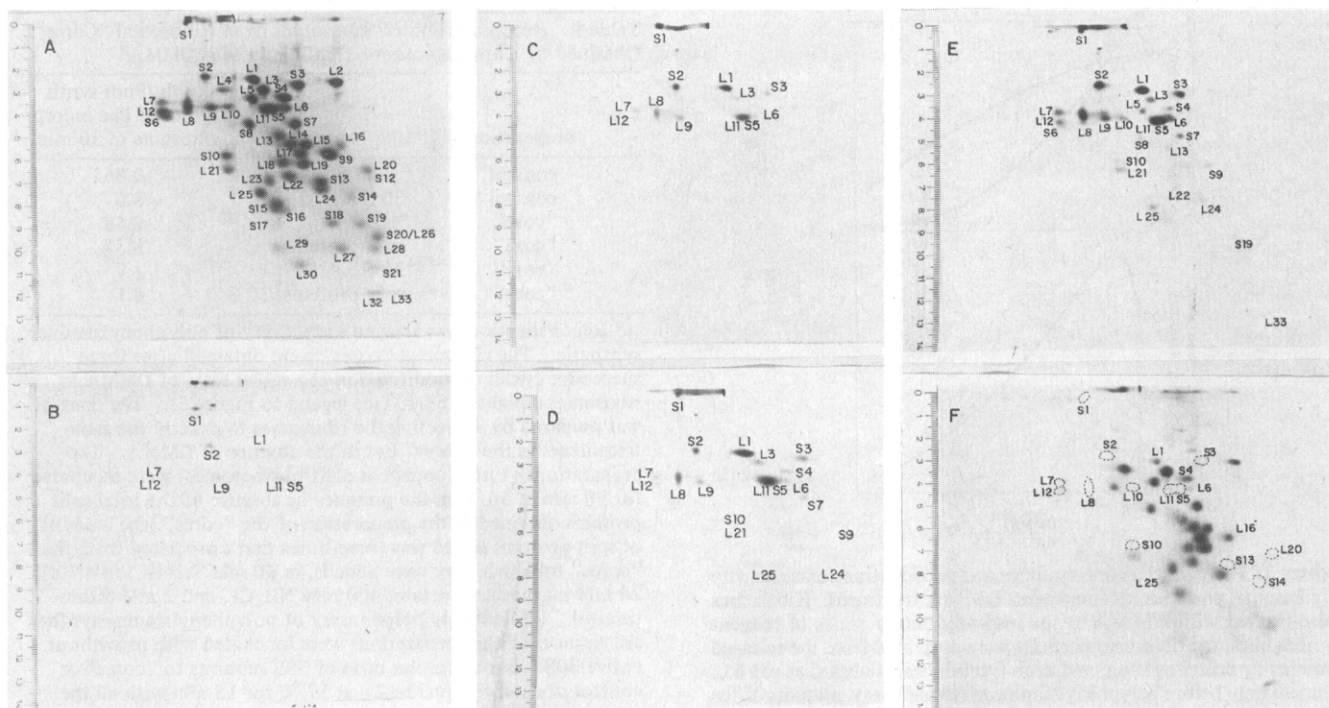 A
S1
S2 L4 L1 L3 S3 L2
L5 S4
L7
L12 L8 L9 L10 L11 S5 L6
S6
S8 S7
L13 L14 L15 L16
S10 L17 S9
L21 L18 L19 L20
L23 L22 S13 S12
L25 L24 S14
S15 S16 S18 S19
S17
S20/L26
L29 L28
L27
L30 S21
L32 L33
B
S1
S2 L1
L7
L12 L8 L9 L11 S5
C
S1
S2 L1 L3 S3
L7 L8
L12 L9 L11 S5 L6
D
S1
S2 L1 L3 S3
L7 S4
L12 L8 L9 L11 S5 L6
S7
S10
L21 S9
L25 L24
E
S1
S2 L1 L3 S3
L7 L5 S4
L12 L8 L9 L10 L11 S5 L6
S8 S7
S10 L13
L21 S9
L22
L25 L24
S19
L33
F
S1
S2 S3
L7 S4
L12 L8 L10 L11 S5 L6
L16
S10 S13 L20
L25 S14